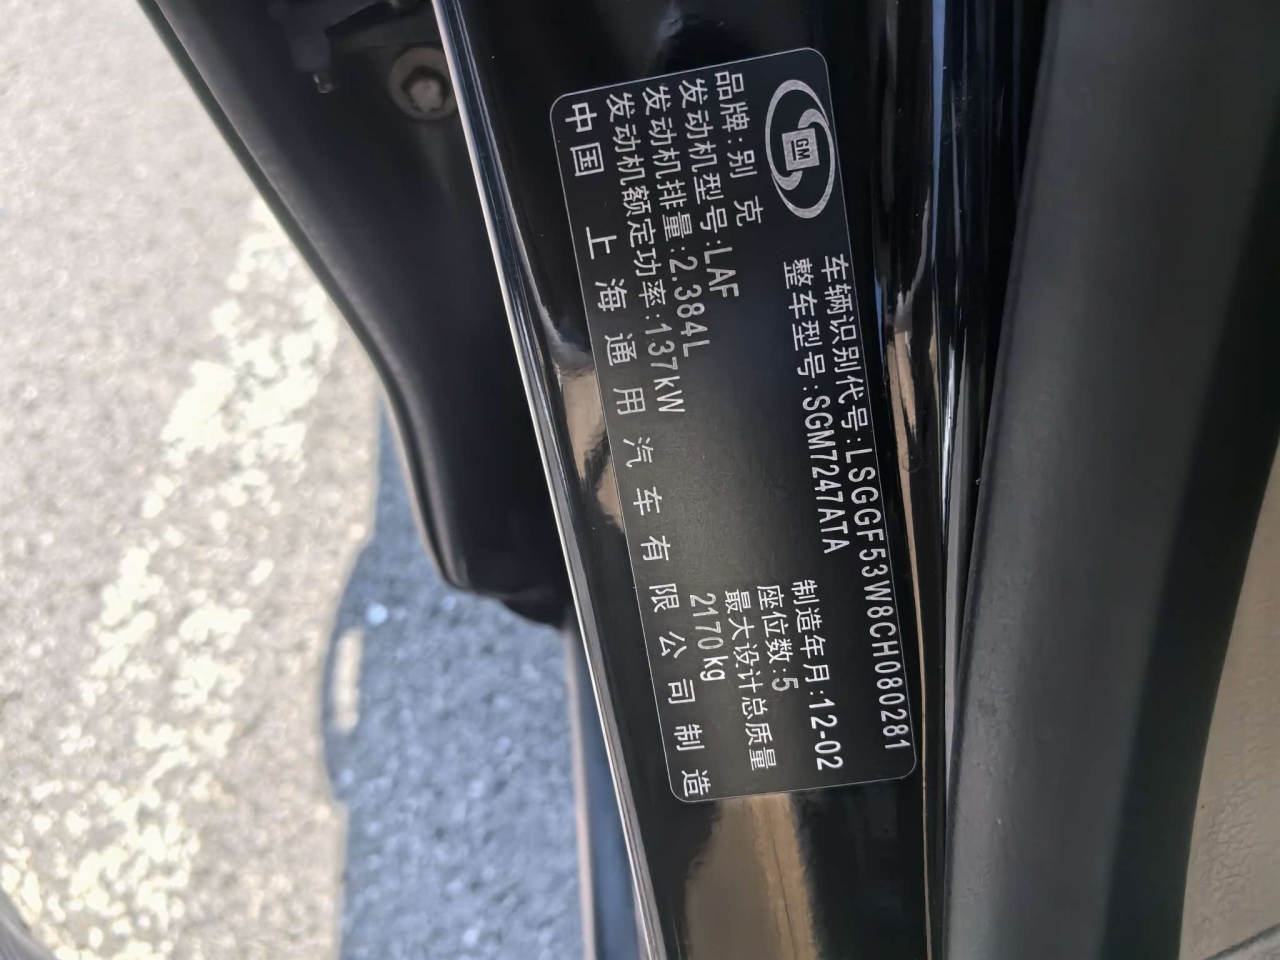 GM
车辆识别代号:LSGGF53W8CH080281
整车型号:SGM7247ATA
品牌:别克
制造年月:12-02
发动机型号:LAF
座位数:5
发动机排量:2.384L
最大设计总质量
发动机额定功率:137kW
2170kg
中国 上海通用汽车有限公司制造